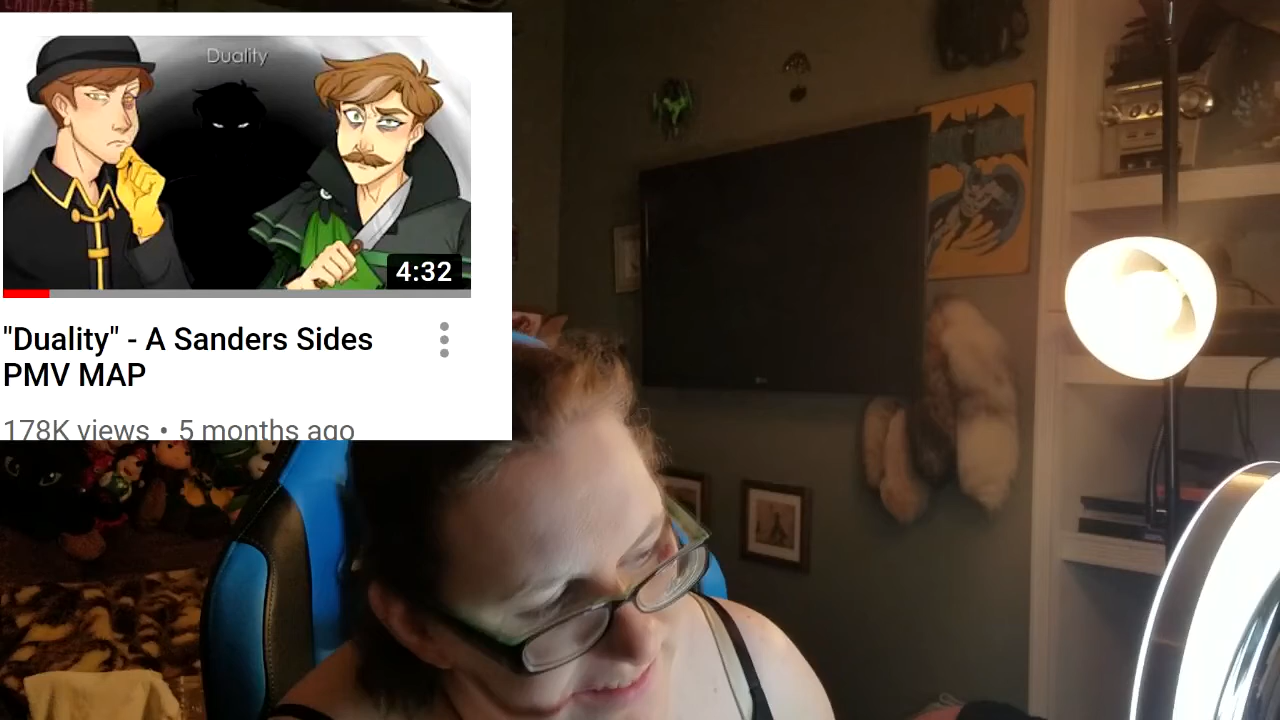 Duality
4:32
"Duality" - A Sanders Sides
PMV MAP
178K views • 5 months ago